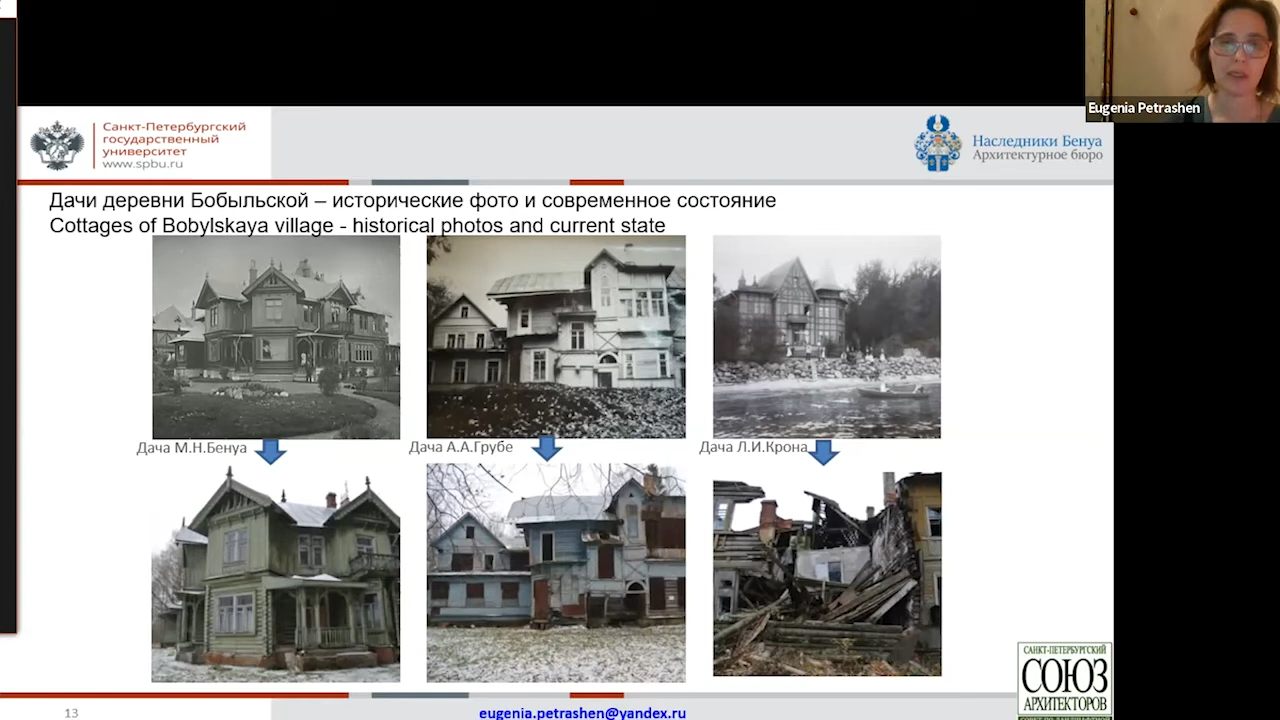 Eugenia Petrashen
Санкт-Петербургский
государственный
университет
www.spbu.ru
Наследники Бенуа
Архитектурное бюро
Дачи деревни Бобыльской – исторические фото и современное состояние
Cottages of Bobylskaya village - historical photos and current state
Дача М.Н.Бенуа
Дача А.А.Грубе
Дача Л.И.Крона
САНКТ-ПЕТЕРБУРГСКИЙ
СОЮЗ
АРХИТЕКТОРОВ
13
eugenia.petrashen@yandex.ru